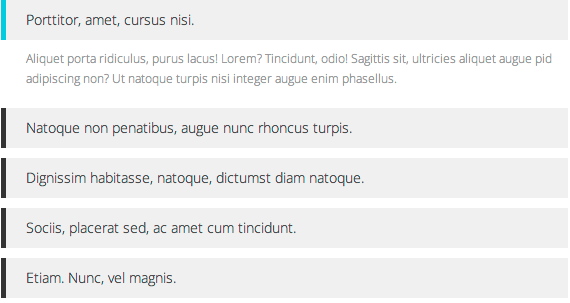 Porttitor, amet, cursus nisi.
Aliquet porta ridiculus, purus lacus! Lorem? Tincidunt, odio! Sagittis sit, ultricies aliquet augue pid
adipiscing non? Ut natoque turpis nisi integer augue enim phasellus.
Natoque non penatibus, augue nunc rhoncus turpis.
Dignissim habitasse, natoque, dictumst diam natoque.
Sociis, placerat sed, ac amet cum tincidunt.
Etiam. Nunc, vel magnis.